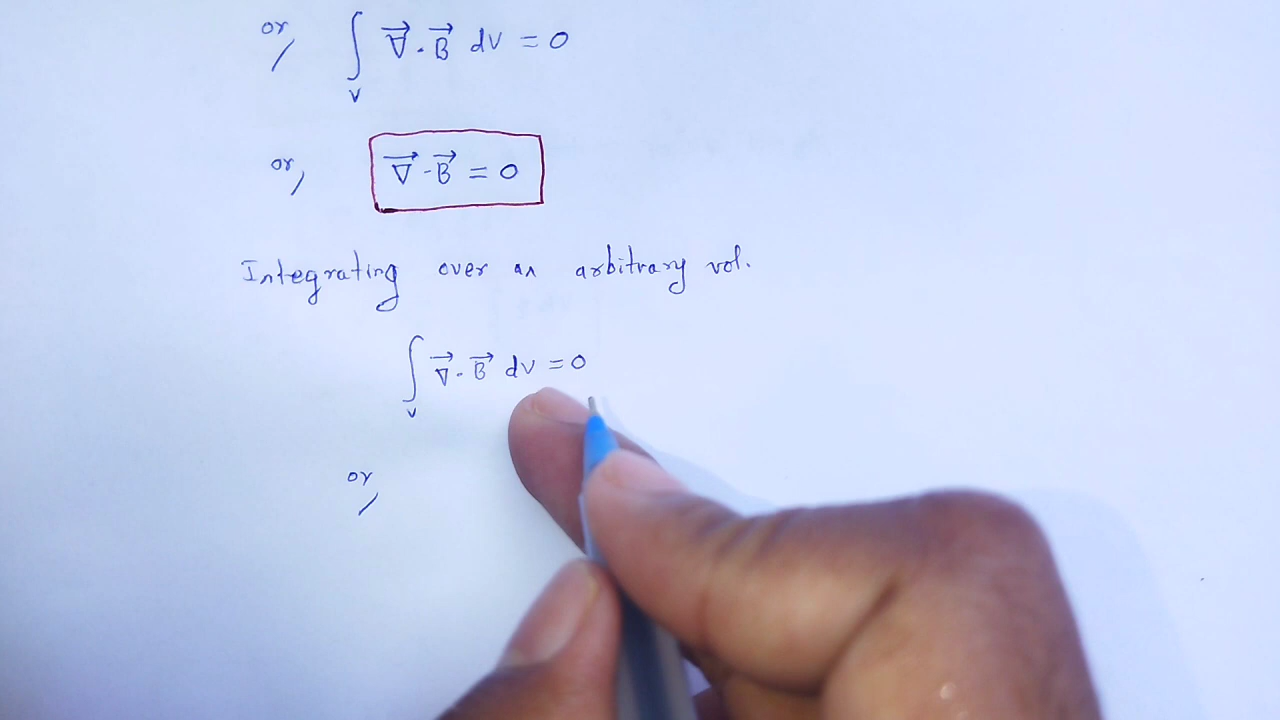 or, ∫_V ∇⃗ . B⃗ dv = 0
or, ∇⃗ . B⃗ = 0
Integrating over an arbitrary vol.
∫_V ∇⃗ . B⃗ dv = 0
or,